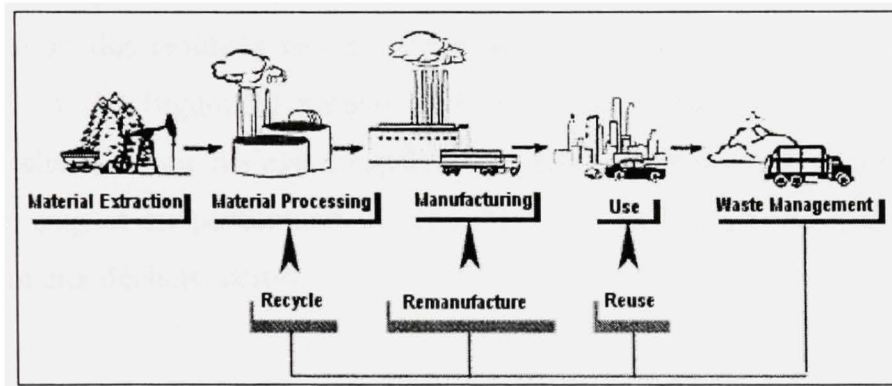 Material Extraction
Material Processing
Manufacturing
Use
Waste Management
Recycle
Remanufacture
Reuse